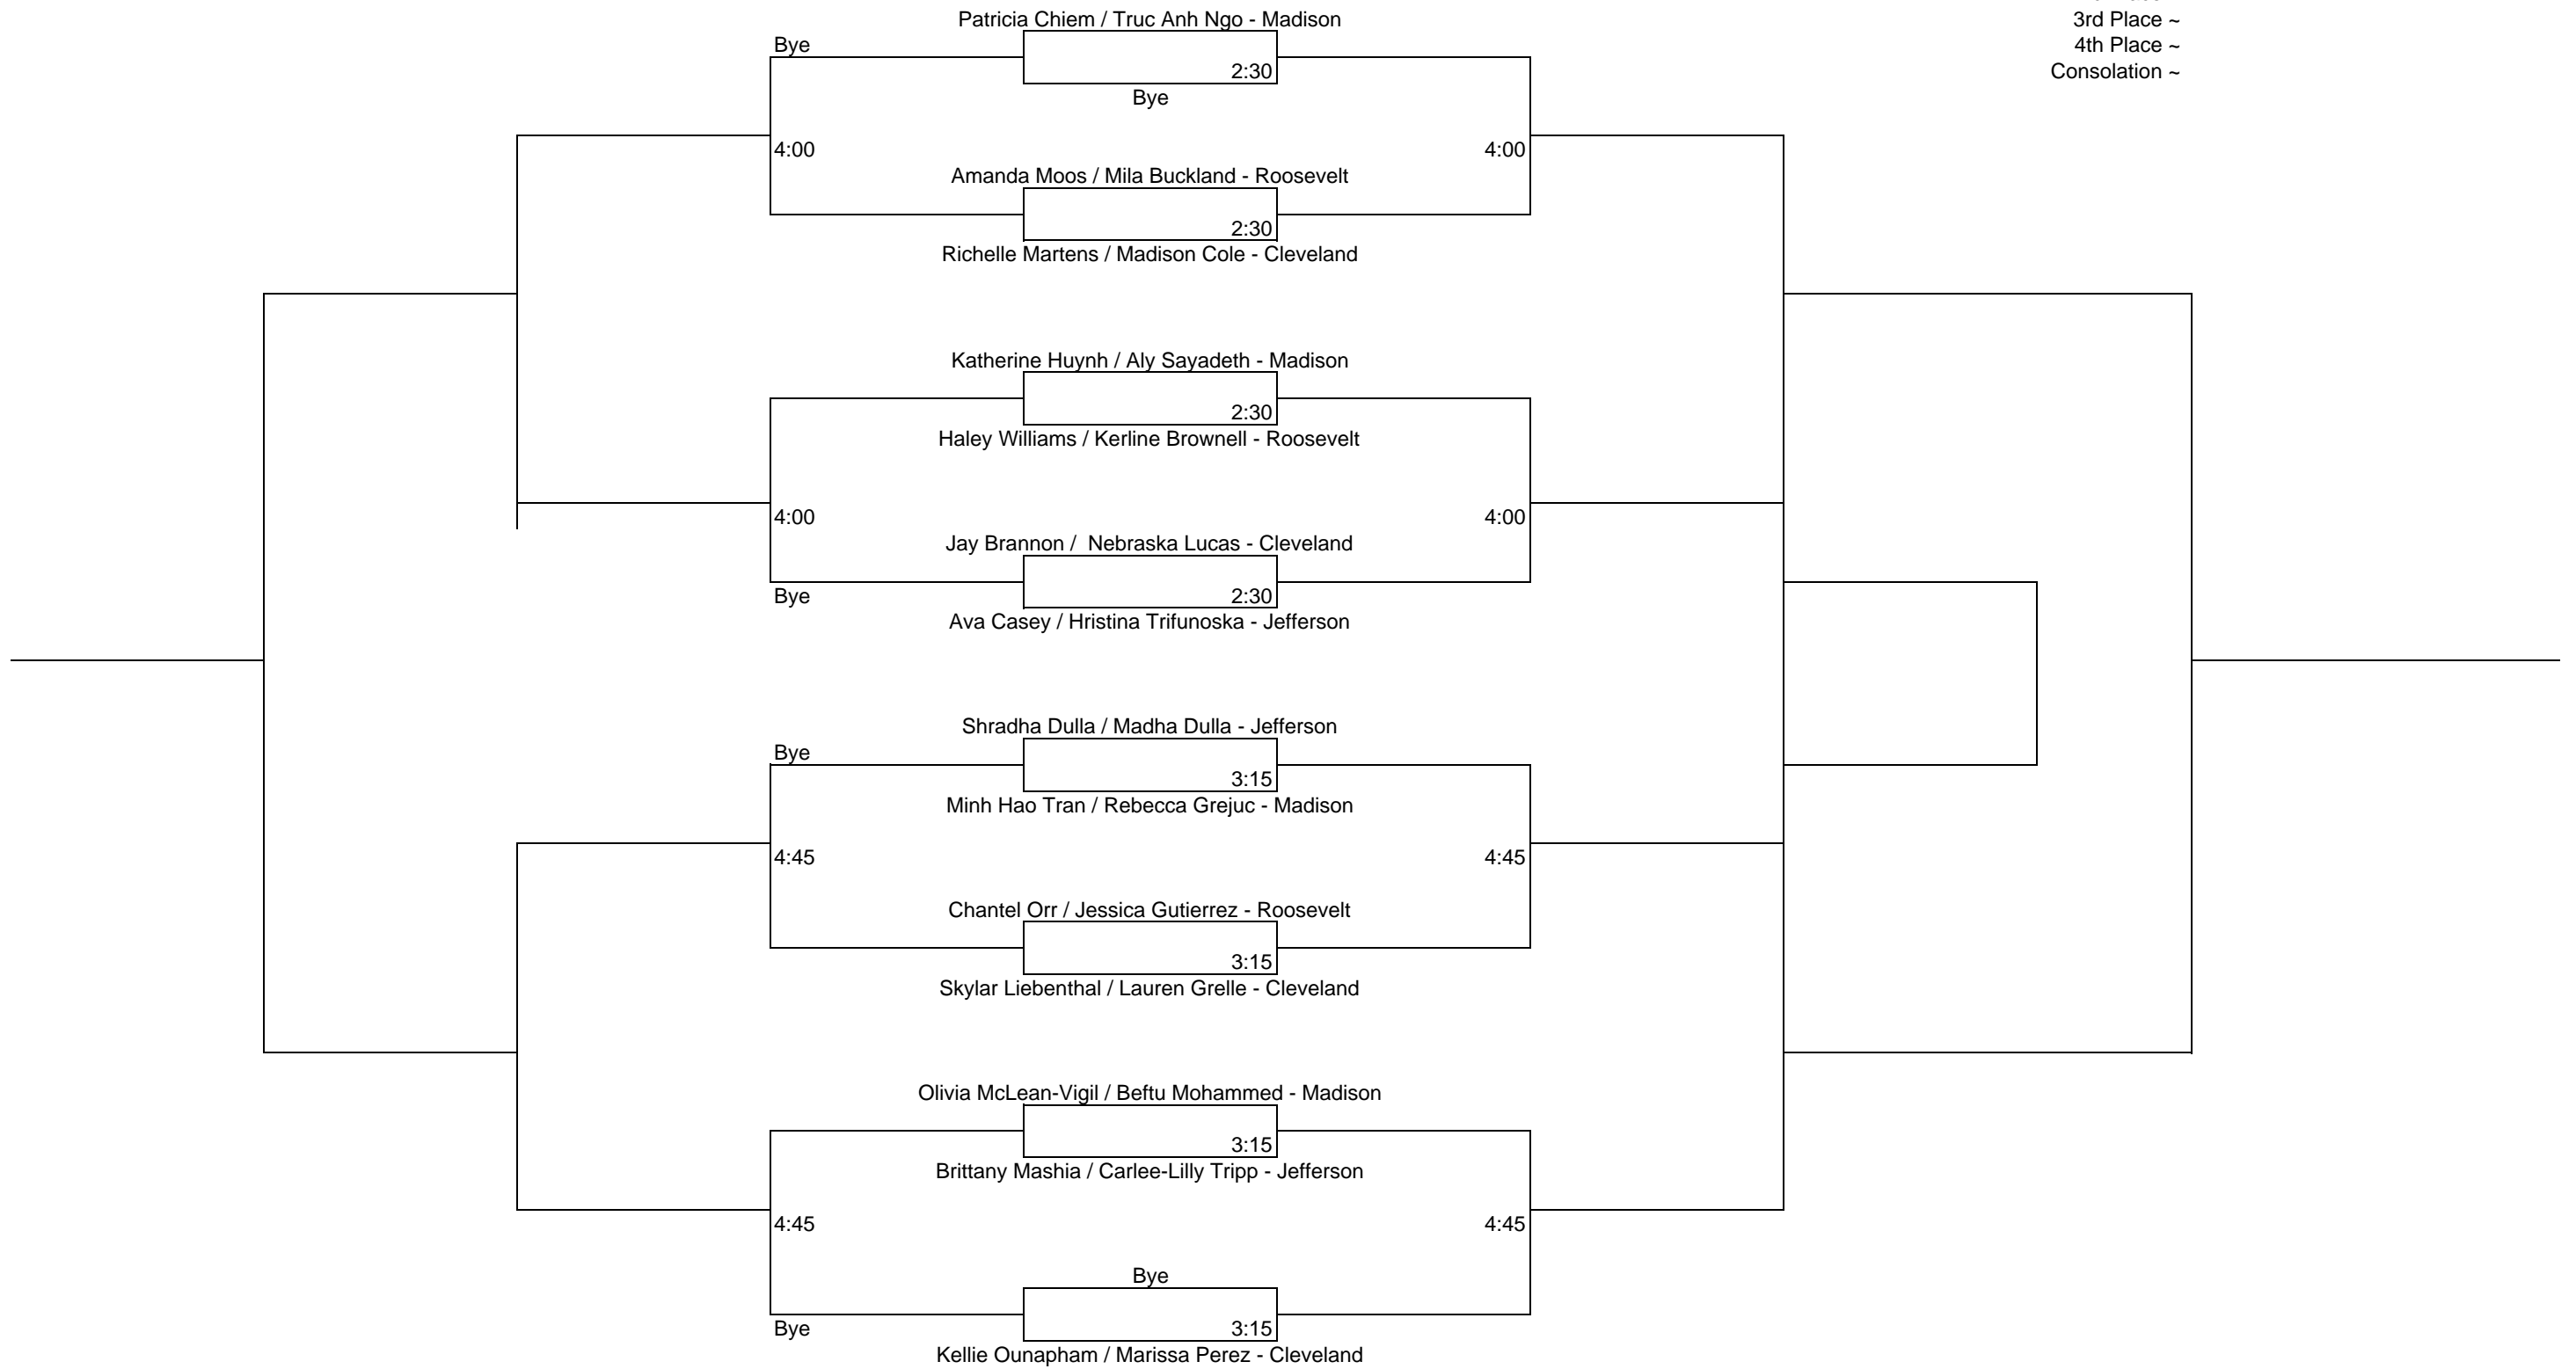 Patricia Chiem / Truc Anh Ngo - Madison
3rd Place ~
Bye
4th Place ~
2:30
Consolation ~
Bye
4:00
4:00
Amanda Moos / Mila Buckland - Roosevelt
2:30
Richelle Martens / Madison Cole - Cleveland
Katherine Huynh / Aly Sayadeth - Madison
2:30
Haley Williams / Kerline Brownell - Roosevelt
4:00
4:00
Jay Brannon /  Nebraska Lucas - Cleveland
Bye
2:30
Ava Casey / Hristina Trifunoska - Jefferson
Shradha Dulla / Madha Dulla - Jefferson
Bye
3:15
Minh Hao Tran / Rebecca Grejuc - Madison
4:45
4:45
Chantel Orr / Jessica Gutierrez - Roosevelt
3:15
Skylar Liebenthal / Lauren Grelle - Cleveland
Olivia McLean-Vigil / Beftu Mohammed - Madison
3:15
Brittany Mashia / Carlee-Lilly Tripp - Jefferson
4:45
4:45
Bye
Bye
3:15
Kellie Ounapham / Marissa Perez - Cleveland